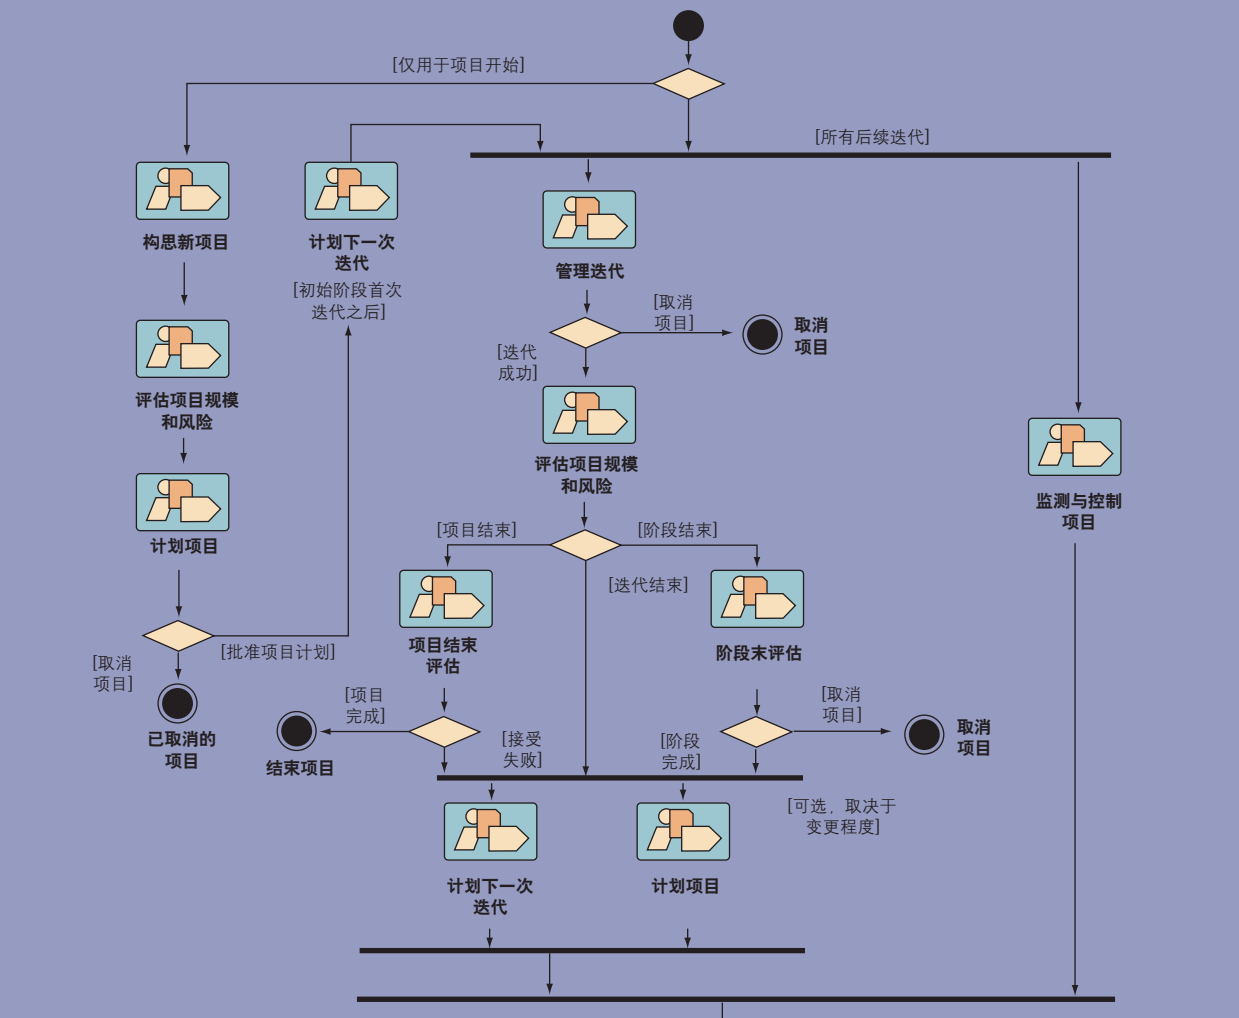 [仅用于项目开始]
[所有后续迭代]
构思新项目
计划下一次
迭代
[初始阶段首次
迭代之后]
管理迭代
[取消
项目]
取消
项目
[迭代
成功]
评估项目规模
和风险
评估项目规模
和风险
监测与控制
项目
[项目结束]
[阶段结束]
计划项目
[迭代结束]
项目结束
评估
阶段末评估
[批准项目计划]
[取消
项目]
已取消的
项目
[项目
完成]
结束项目
[接受
失败]
[阶段
完成]
[取消
项目]
取消
项目
[可选，取决于
变更程度]
计划下一次
迭代
计划项目